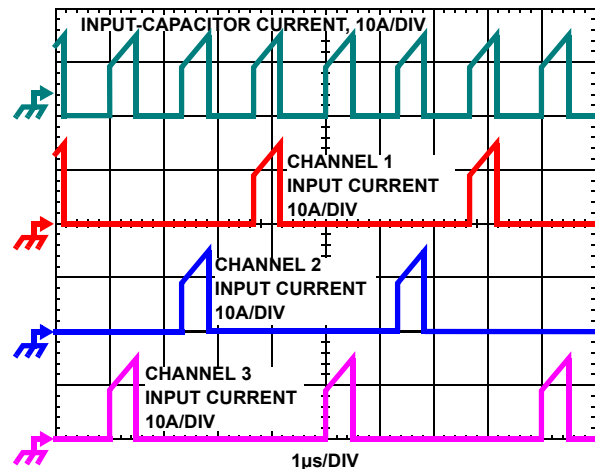 INPUT-CAPACITOR CURRENT, 10A/DIV
CHANNEL 1
INPUT CURRENT
10A/DIV
CHANNEL 2
INPUT CURRENT
10A/DIV
CHANNEL 3
INPUT CURRENT
10A/DIV
1µs/DIV